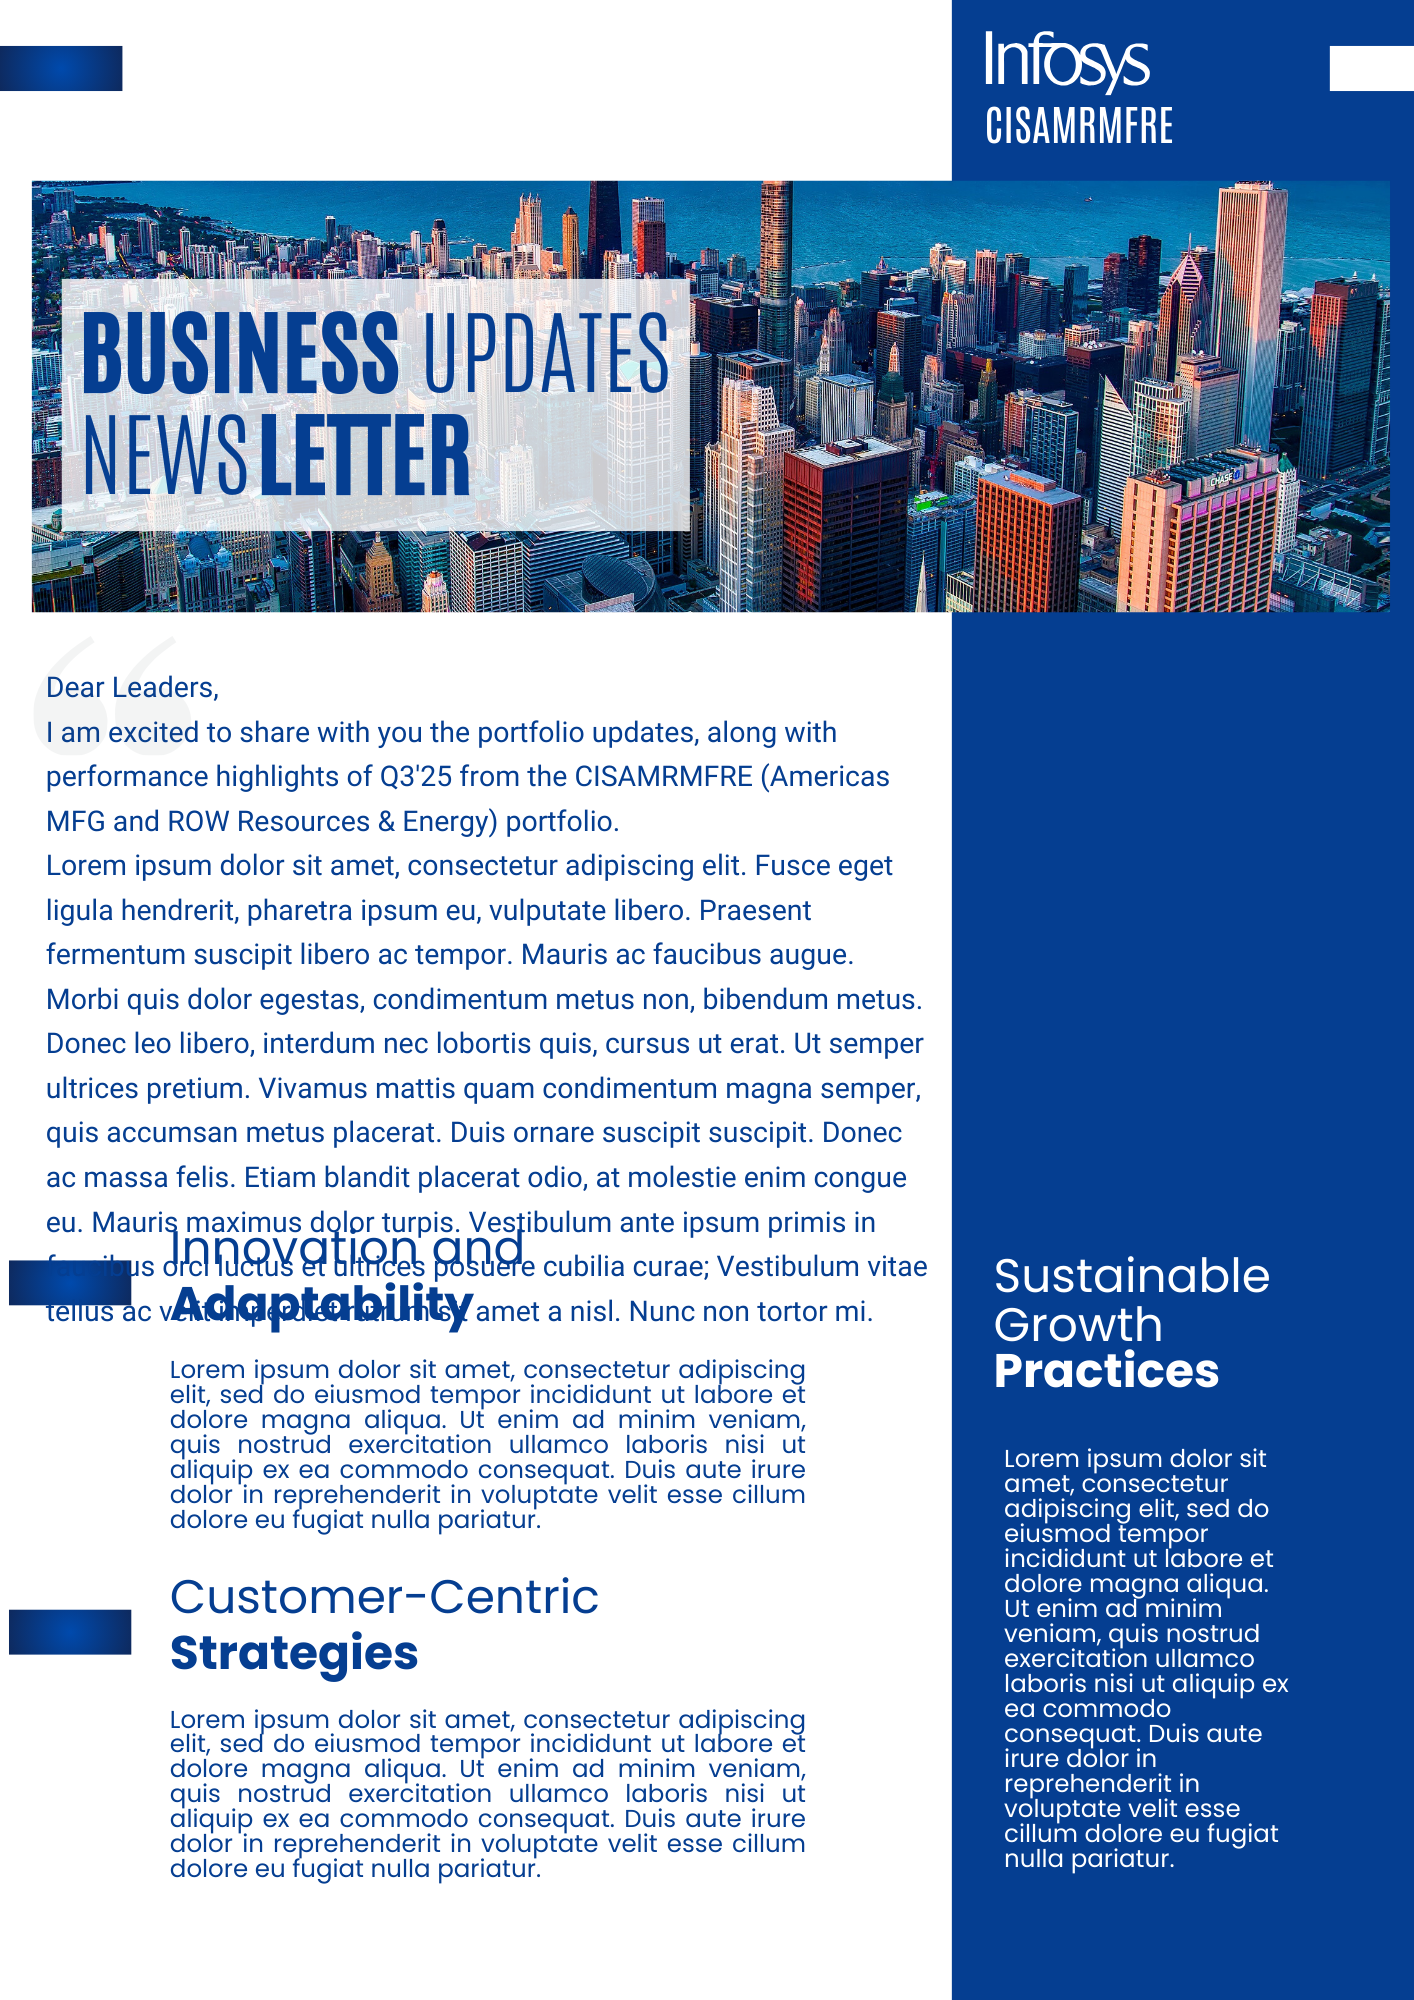 Infosys
CISAMRMFRE
BUSINESS UPDATES
NEWSLETTER
CHASE
“
Dear Leaders,
I am excited to share with you the portfolio updates, along with
performance highlights of Q3'25 from the CISAMRMFRE (Americas
MFG and ROW Resources & Energy) portfolio.
Lorem ipsum dolor sit amet, consectetur adipiscing elit. Fusce eget
ligula hendrerit, pharetra ipsum eu, vulputate libero. Praesent
fermentum suscipit libero ac tempor. Mauris ac faucibus augue.
Morbi quis dolor egestas, condimentum metus non, bibendum metus.
Donec leo libero, interdum nec lobortis quis, cursus ut erat. Ut semper
ultrices pretium. Vivamus mattis quam condimentum magna semper,
quis accumsan metus placerat. Duis ornare suscipit suscipit. Donec
ac massa felis. Etiam blandit placerat odio, at molestie enim congue
eu. Mauris maximus dolor turpis. Vestibulum ante ipsum primis in
faucibus orci luctus et ultrices posuere cubilia curae; Vestibulum vitae
tellus ac velit imperdiet rutrum sit amet a nisl. Nunc non tortor mi.
Innovation and
Adaptability
Lorem ipsum dolor sit amet, consectetur adipiscing
elit, sed do eiusmod tempor incididunt ut labore et
dolore magna aliqua. Ut enim ad minim veniam,
quis nostrud exercitation ullamco laboris nisi ut
aliquip ex ea commodo consequat. Duis aute irure
dolor in reprehenderit in voluptate velit esse cillum
dolore eu fugiat nulla pariatur.
Customer-Centric
Strategies
Lorem ipsum dolor sit amet, consectetur adipiscing
elit, sed do eiusmod tempor incididunt ut labore et
dolore magna aliqua. Ut enim ad minim veniam,
quis nostrud exercitation ullamco laboris nisi ut
aliquip ex ea commodo consequat. Duis aute irure
dolor in reprehenderit in voluptate velit esse cillum
dolore eu fugiat nulla pariatur.
Sustainable
Growth
Practices
Lorem ipsum dolor sit
amet, consectetur
adipiscing elit, sed do
eiusmod tempor
incididunt ut labore et
dolore magna aliqua.
Ut enim ad minim
veniam, quis nostrud
exercitation ullamco
laboris nisi ut aliquip ex
ea commodo
consequat. Duis aute
irure dolor in
reprehenderit in
voluptate velit esse
cillum dolore eu fugiat
nulla pariatur.